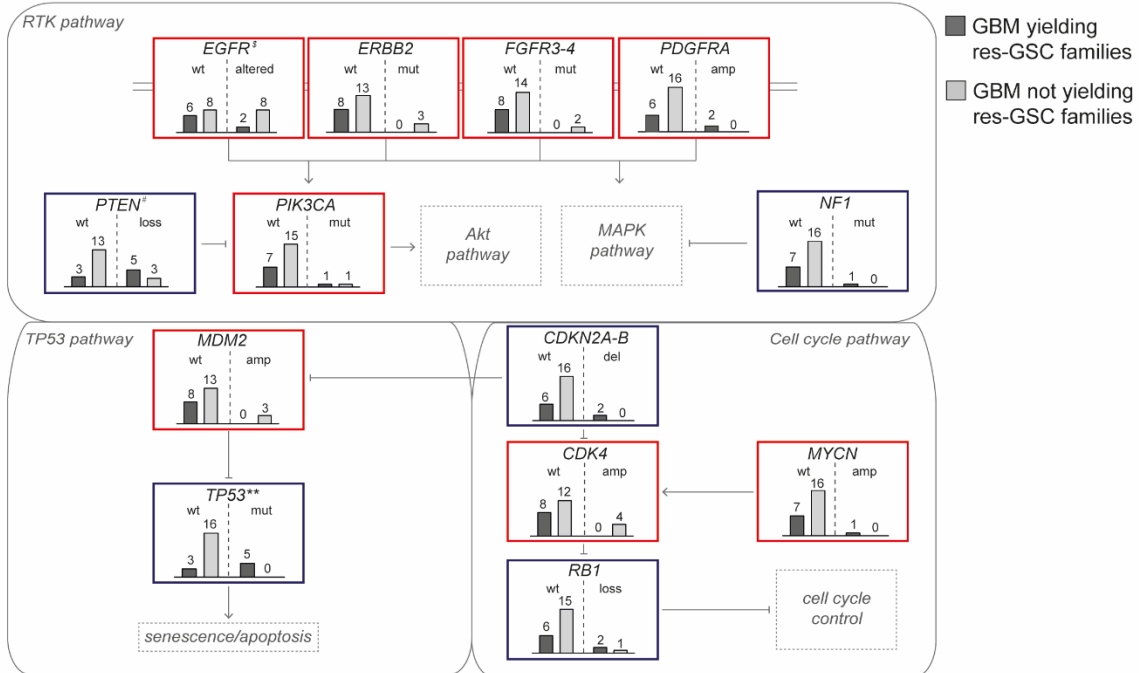 RTK pathway
GBM yielding
res-GSC families
GBM not yielding
res-GSC families
EGFR$
wt altered
6 8 2 8
ERBB2
wt mut
8 13 0 3
FGFR3-4
wt mut
8 14 0 2
PDGFRA
wt amp
6 16 2 0
PTEN#
wt loss
3 13 5 3
PIK3CA
wt mut
7 15 1 1
Akt
pathway
MAPK
pathway
NF1
wt mut
7 16 1 0
TP53 pathway
MDM2
wt amp
8 13 0 3
TP53**
wt mut
3 16 5 0
senescence/apoptosis
Cell cycle pathway
CDKN2A-B
wt del
6 16 2 0
CDK4
wt amp
8 12 0 4
MYCN
wt amp
7 16 1 0
RB1
wt loss
6 15 2 1
cell cycle
control